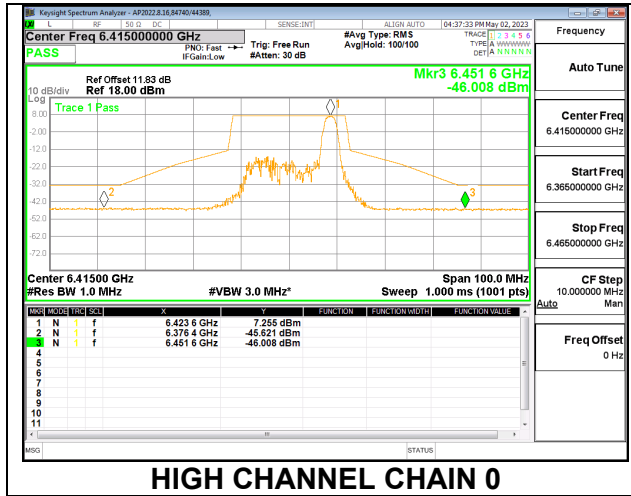 Keysight Spectrum Analyzer - AP2022.8.16,84740/44389,
L RF 50 Ω DC SENSE:INT ALIGN AUTO 04:37:33 PM May 02, 2023
Center Freq 6.415000000 GHz #Avg Type: RMS TRACE 1 2 3 4 5 6
PASS PNO: Fast Trig: Free Run Avg|Hold: 100/100 TYPE A WWWWW
IFGain:Low #Atten: 30 dB DET A N N N N N
Mkr3 6.451 6 GHz
Ref Offset 11.83 dB
10 dB/div Ref 18.00 dBm -46.008 dBm
Log
Trace 1 Pass
8.00
-2.00
-12.0
-22.0
-32.0
-42.0
-52.0
-62.0
-72.0
1
2
3
Center 6.41500 GHz Span 100.0 MHz
#Res BW 1.0 MHz #VBW 3.0 MHz* Sweep 1.000 ms (1001 pts)
MKR MODE TRC SCL X Y FUNCTION FUNCTION WIDTH FUNCTION VALUE
1 N 1 f 6.423 6 GHz 7.255 dBm
2 N 1 f 6.376 4 GHz -45.621 dBm
3 N 1 f 6.451 6 GHz -46.008 dBm
4
5
6
7
8
9
10
11
MSG STATUS
Frequency
Auto Tune
Center Freq
6.415000000 GHz
Start Freq
6.365000000 GHz
Stop Freq
6.465000000 GHz
CF Step
10.000000 MHz
Auto Man
Freq Offset
0 Hz
HIGH CHANNEL CHAIN 0